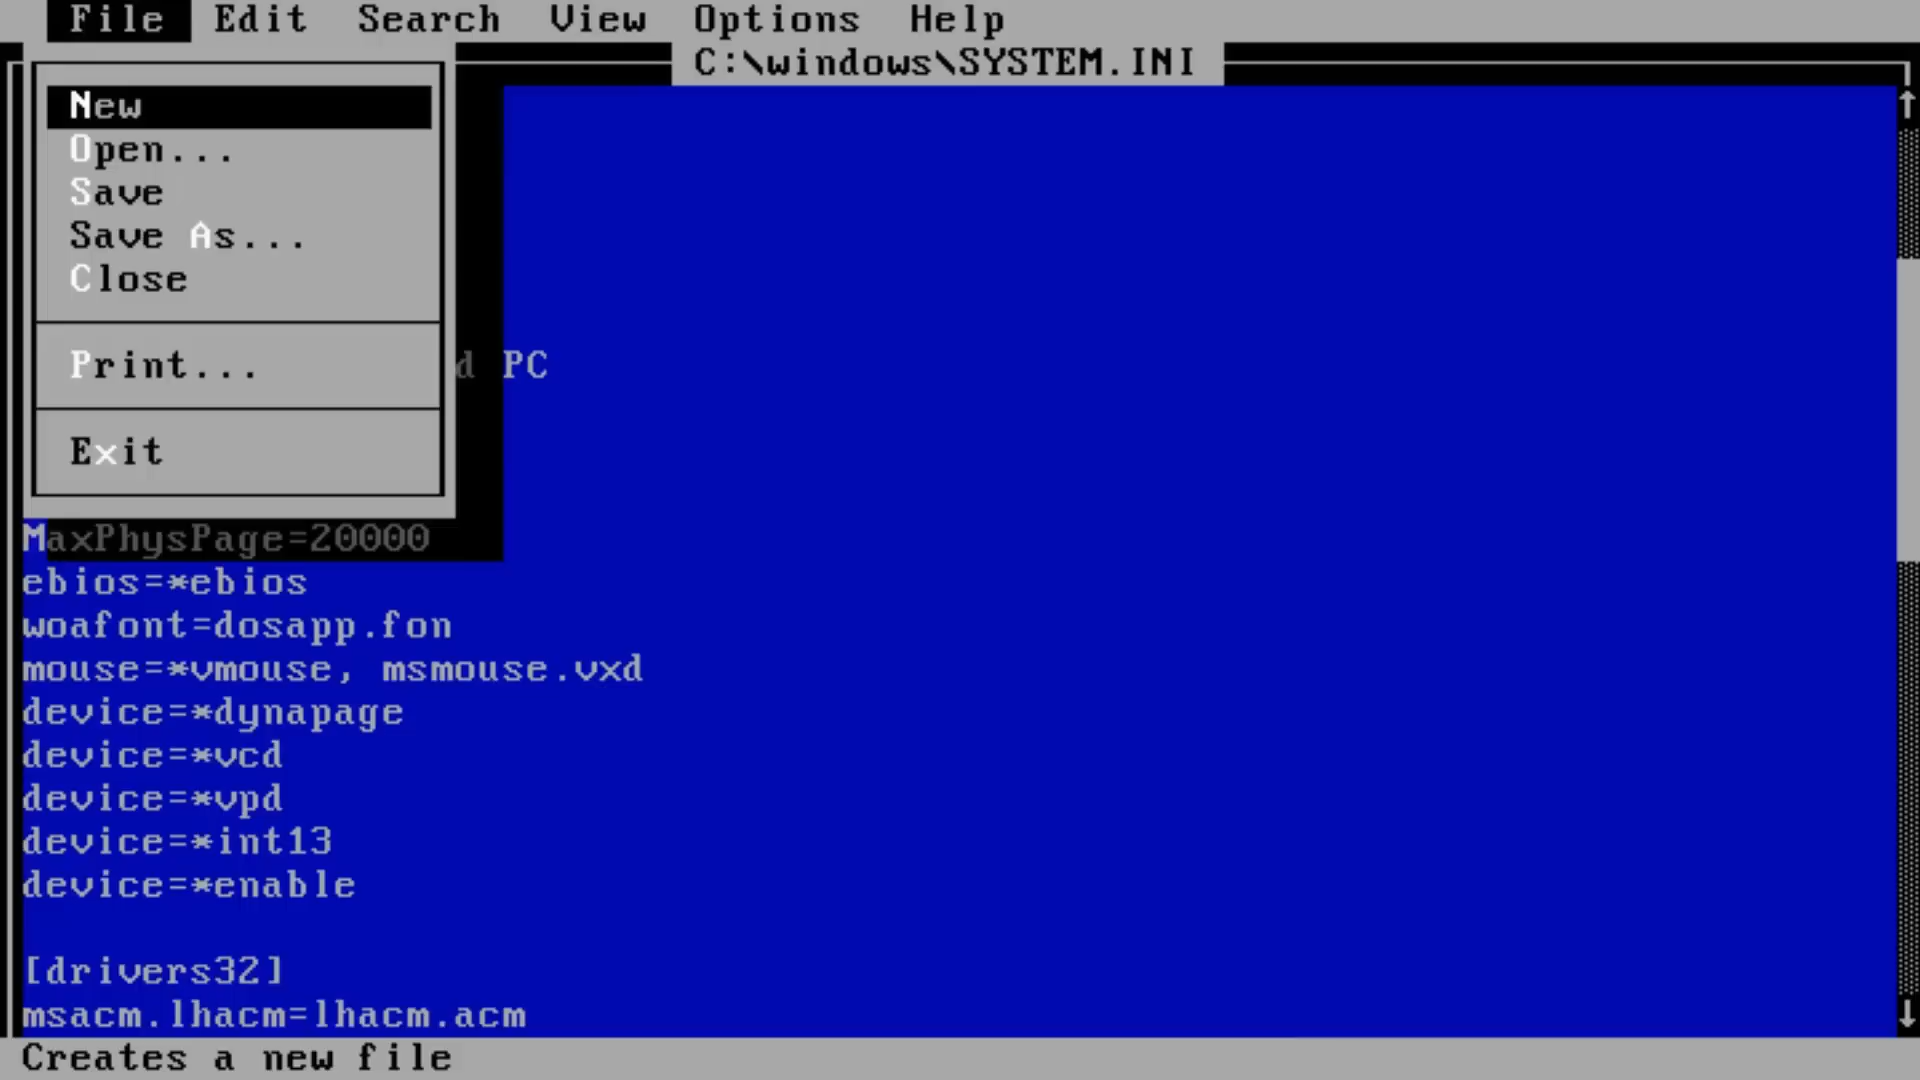 File Edit Search View Options Help
C:\windows\SYSTEM.INI
New
Open...
Save
Save As...
Close
Print...
d PC
Exit
MaxPhysPage=20000
ebios=*ebios
woafont=dosapp.fon
mouse=*vmouse, msmouse.vxd
device=*dynapage
device=*vcd
device=*vpd
device=*int13
device=*enable
[drivers32]
msacm.lhacm=lhacm.acm
Creates a new file